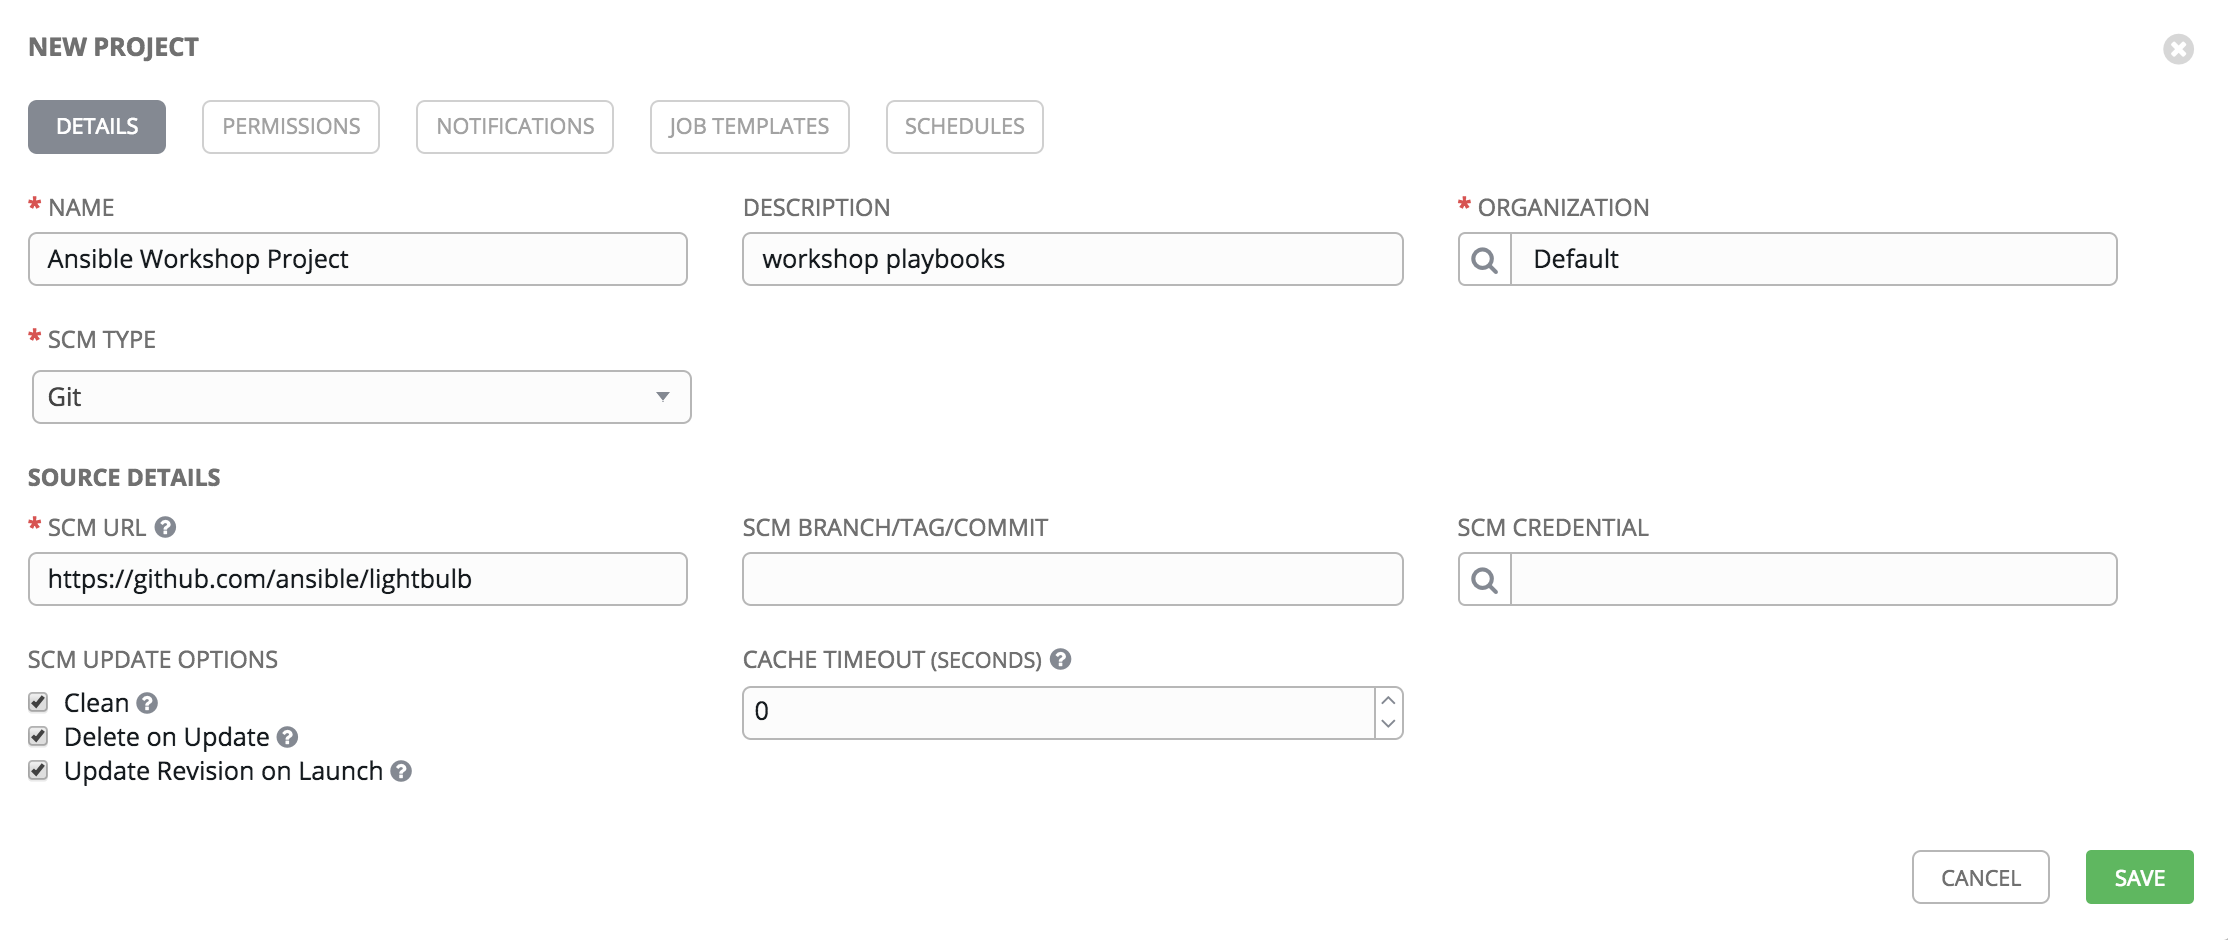 NEW PROJECT
DETAILS PERMISSIONS NOTIFICATIONS JOB TEMPLATES SCHEDULES
* NAME DESCRIPTION * ORGANIZATION
Ansible Workshop Project workshop playbooks Default
* SCM TYPE
Git
SOURCE DETAILS
* SCM URL ? SCM BRANCH/TAG/COMMIT SCM CREDENTIAL
https://github.com/ansible/lightbulb
SCM UPDATE OPTIONS CACHE TIMEOUT (SECONDS) ?
Clean ?
0
Delete on Update ?
Update Revision on Launch ?
CANCEL SAVE